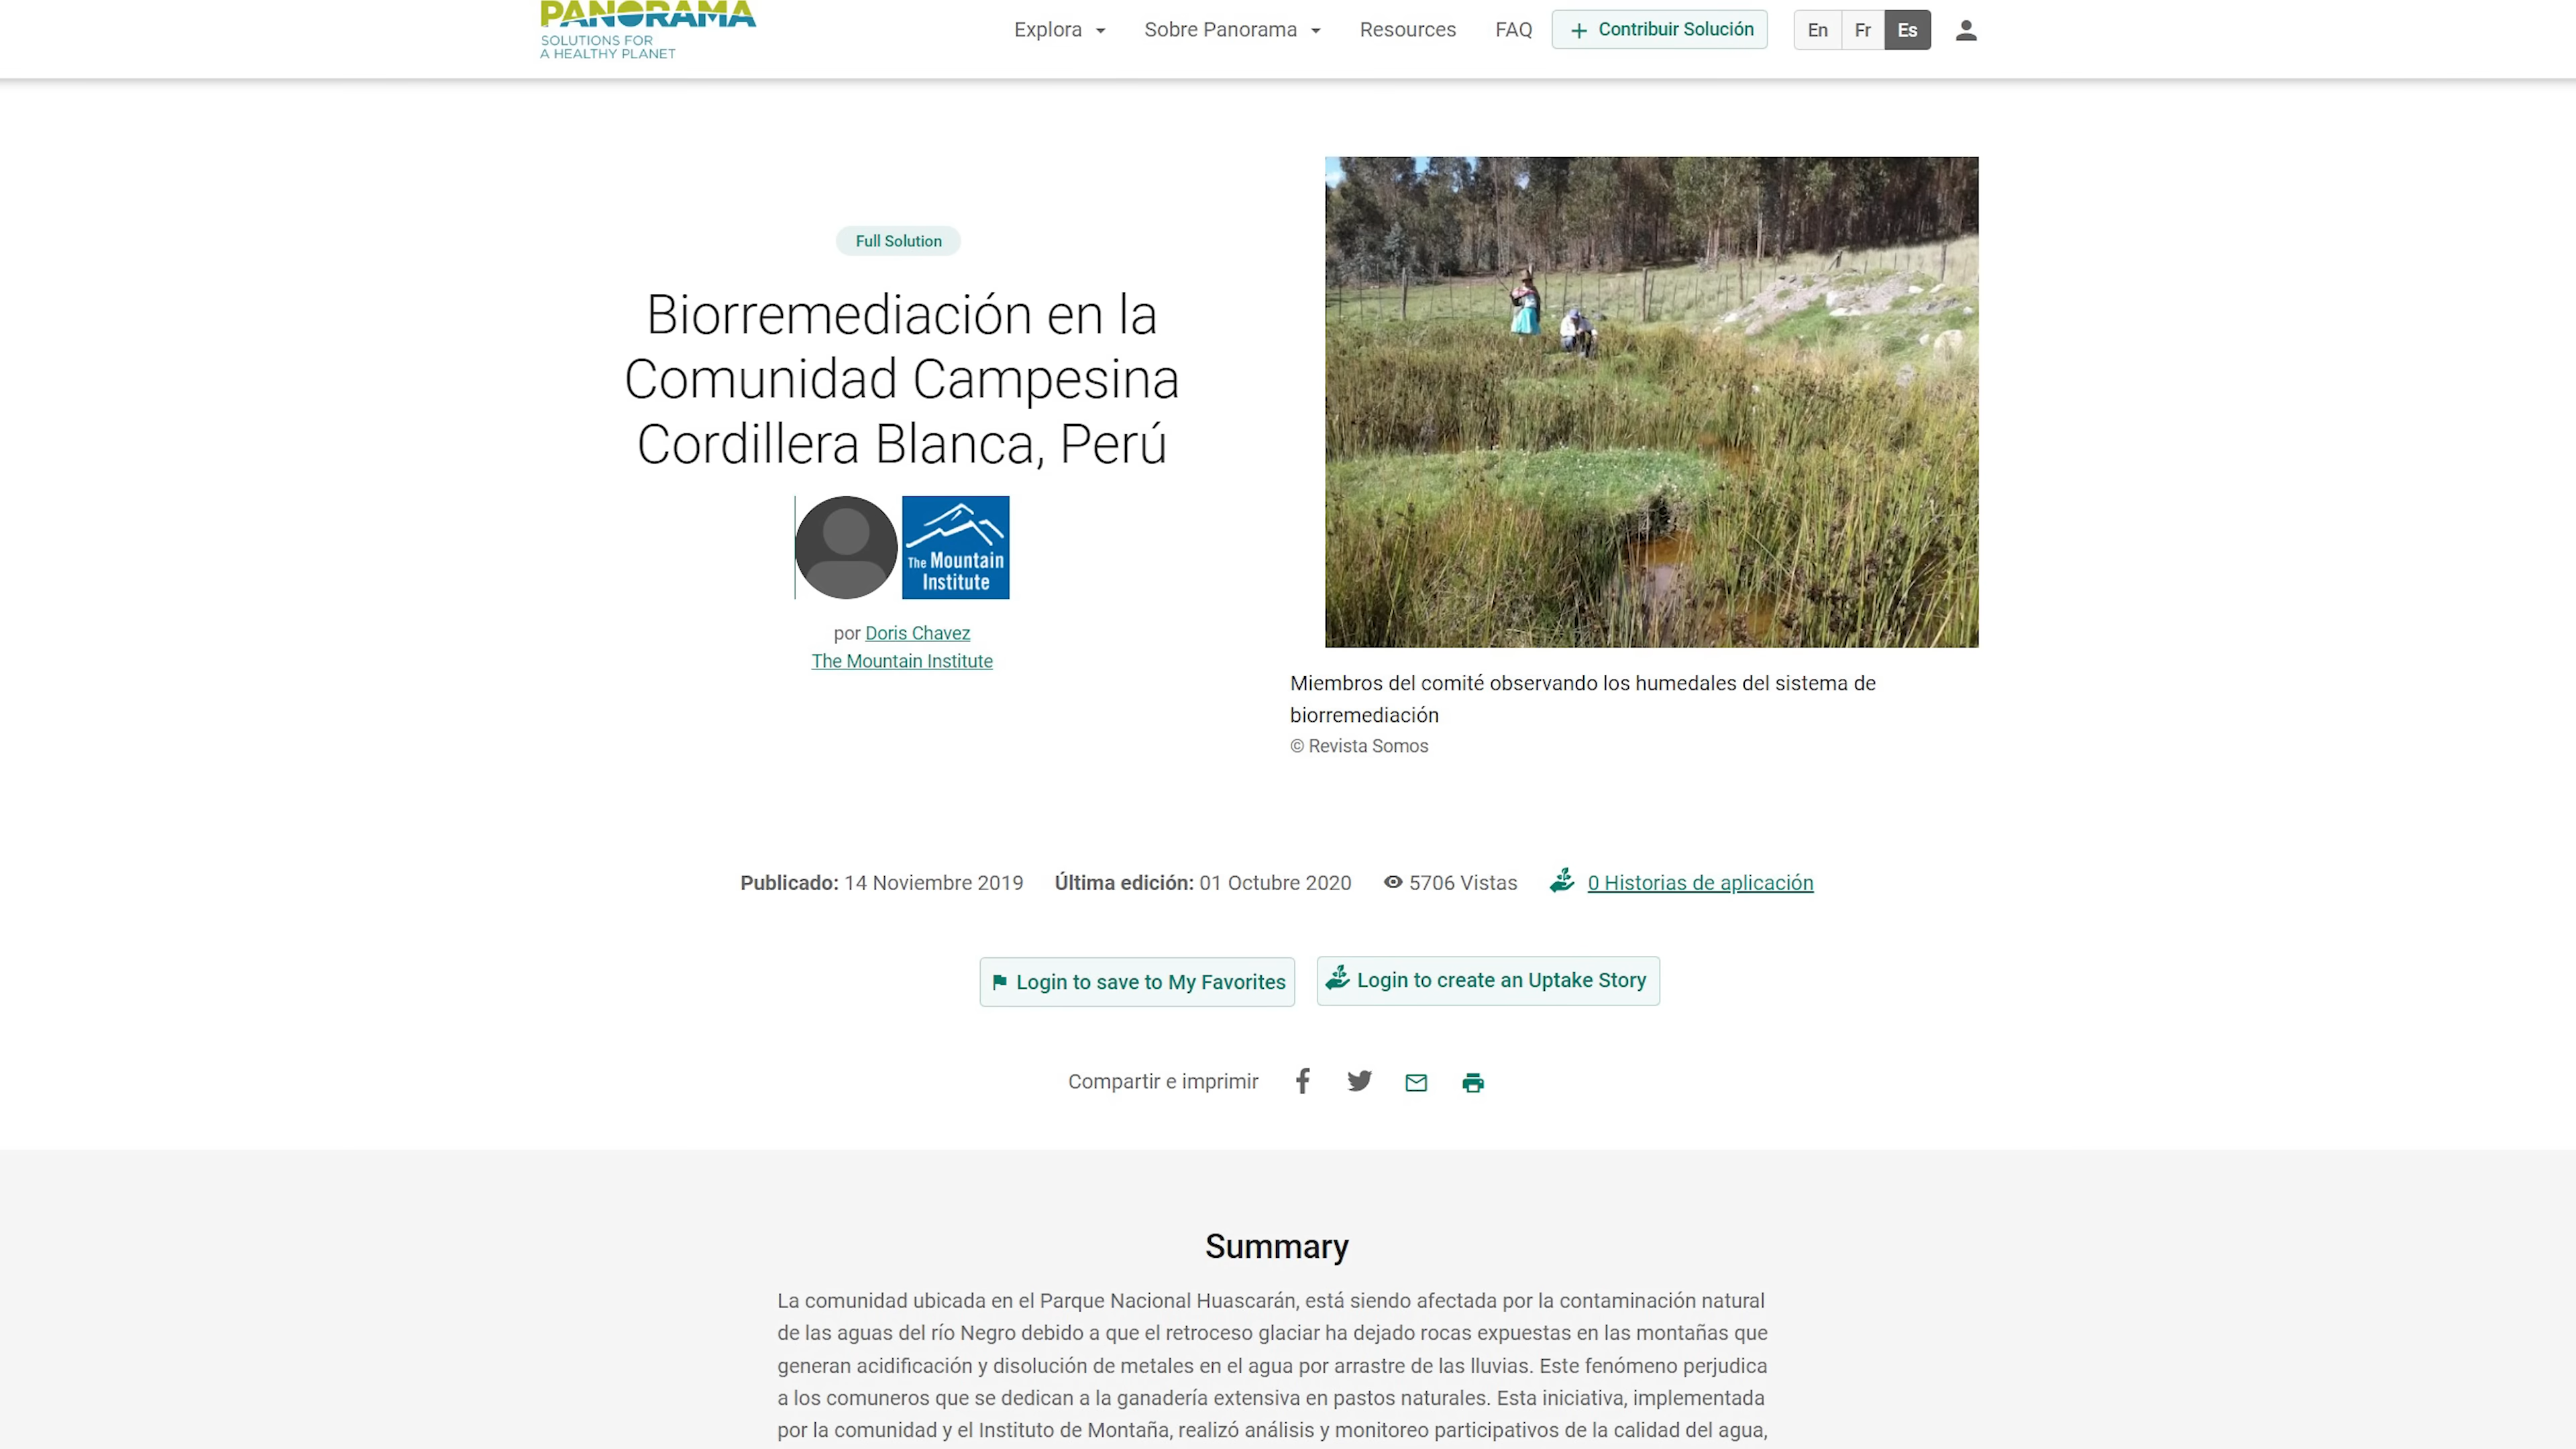 PANORAMA
SOLUTIONS FOR
A HEALTHY PLANET
Explora
Sobre Panorama
Resources
FAQ
+ Contribuir Solución
En
Fr
Es
Full Solution
Biorremediación en la
Comunidad Campesina
Cordillera Blanca, Perú
The Mountain
Institute
por Doris Chavez
The Mountain Institute
Miembros del comité observando los humedales del sistema de
biorremediación
© Revista Somos
Publicado: 14 Noviembre 2019
Última edición: 01 Octubre 2020
5706 Vistas
0 Historias de aplicación
Login to save to My Favorites
Login to create an Uptake Story
Compartir e imprimir
Summary
La comunidad ubicada en el Parque Nacional Huascarán, está siendo afectada por la contaminación natural
de las aguas del río Negro debido a que el retroceso glaciar ha dejado rocas expuestas en las montañas que
generan acidificación y disolución de metales en el agua por arrastre de las lluvias. Este fenómeno perjudica
a los comuneros que se dedican a la ganadería extensiva en pastos naturales. Esta iniciativa, implementada
por la comunidad y el Instituto de Montaña, realizó análisis y monitoreo participativos de la calidad del agua,